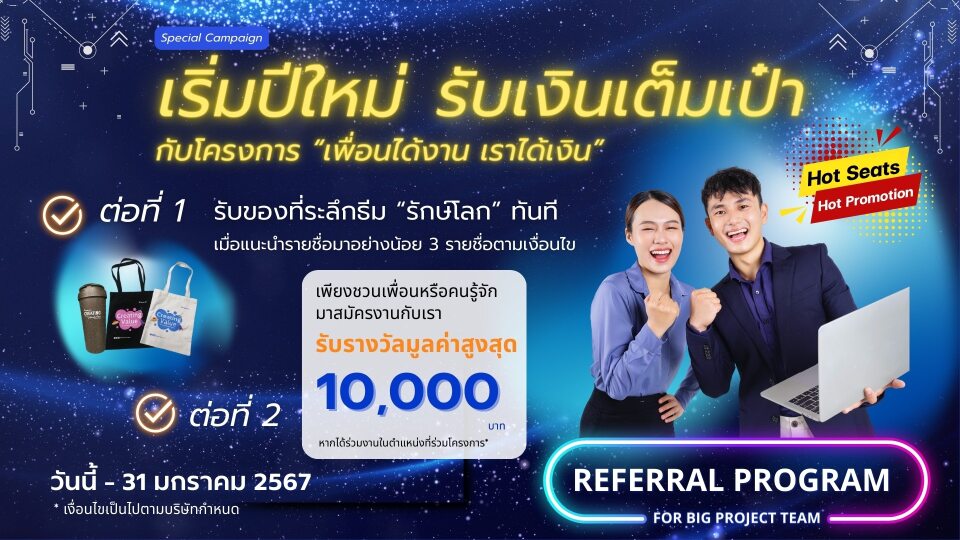 Special Campaign
เริ่มปีใหม่ รับเงินเต็มเป๋า
กับโครงการ “เพื่อนได้งาน เราได้เงิน”
Hot Seats
Hot Promotion
ต่อที่ 1
รับของที่ระลึกธีม “รักษ์โลก” ทันที
เมื่อแนะนำรายชื่อมาอย่างน้อย 3 รายชื่อตามเงื่อนไข
CREATING
Creating
Value
Creating
Value
เพียงชวนเพื่อนหรือคนรู้จัก
มาสมัครงานกับเรา
รับรางวัลมูลค่าสูงสุด
10,000
บาท
หากได้ร่วมงานในตำแหน่งที่ร่วมโครงการ*
ต่อที่ 2
วันนี้ – 31 มกราคม 2567
* เงื่อนไขเป็นไปตามบริษัทกำหนด
REFERRAL PROGRAM
FOR BIG PROJECT TEAM